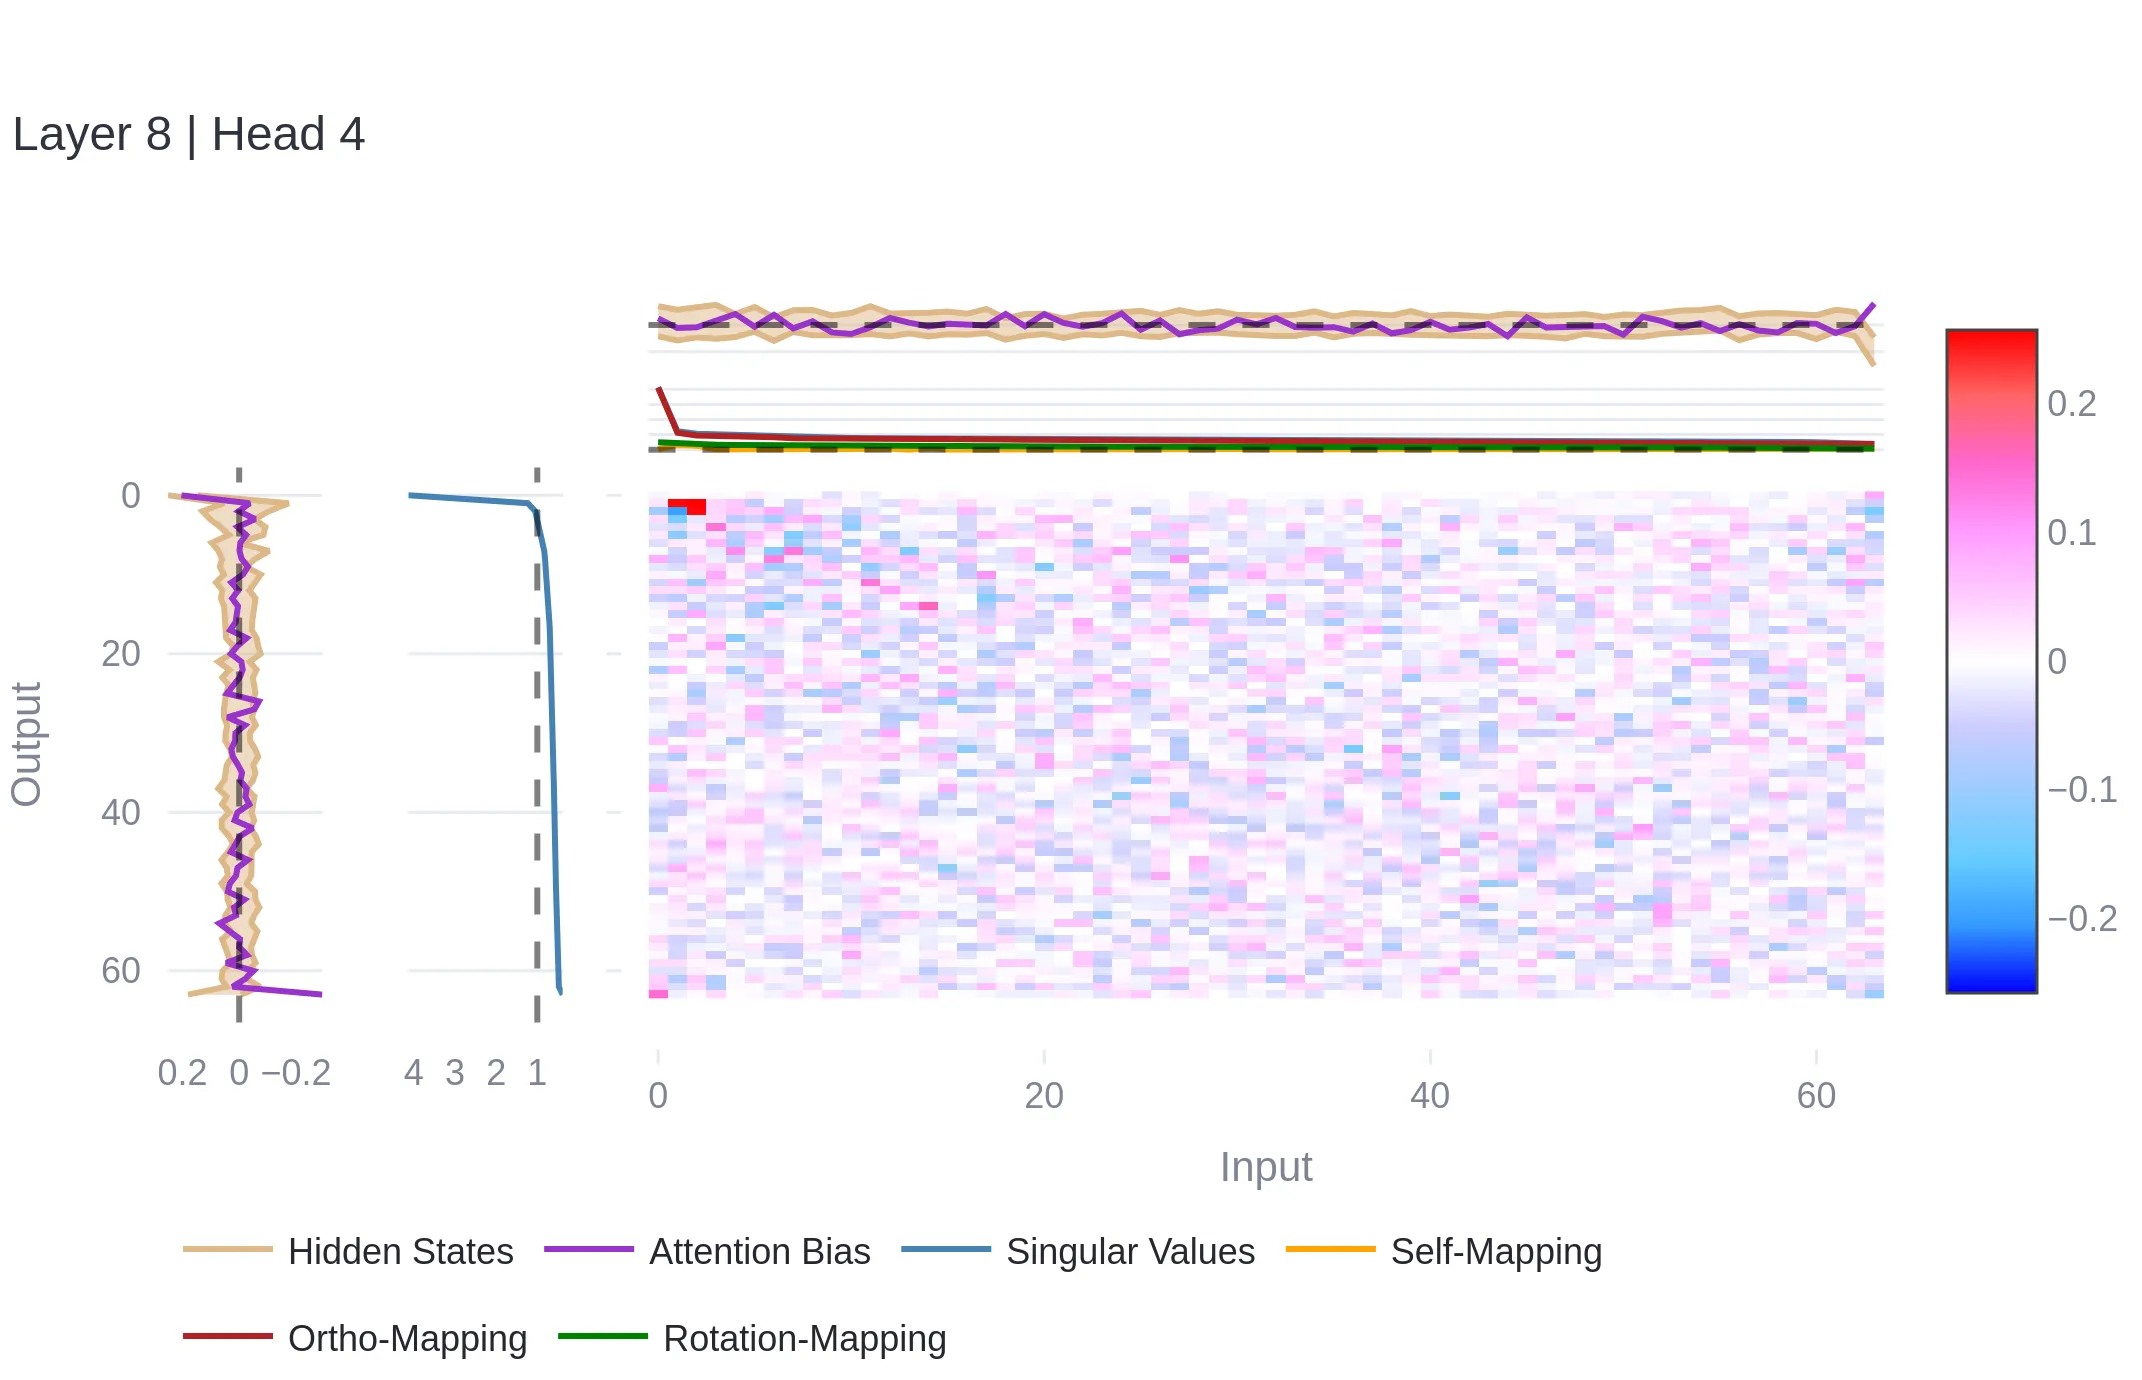 Layer 8 | Head 4
0.2
0.1
0
−0.1
−0.2
Output
0
20
40
60
0.2 0 −0.2
4 3 2 1
0 20 40 60
Input
Hidden States Attention Bias Singular Values Self-Mapping
Ortho-Mapping Rotation-Mapping